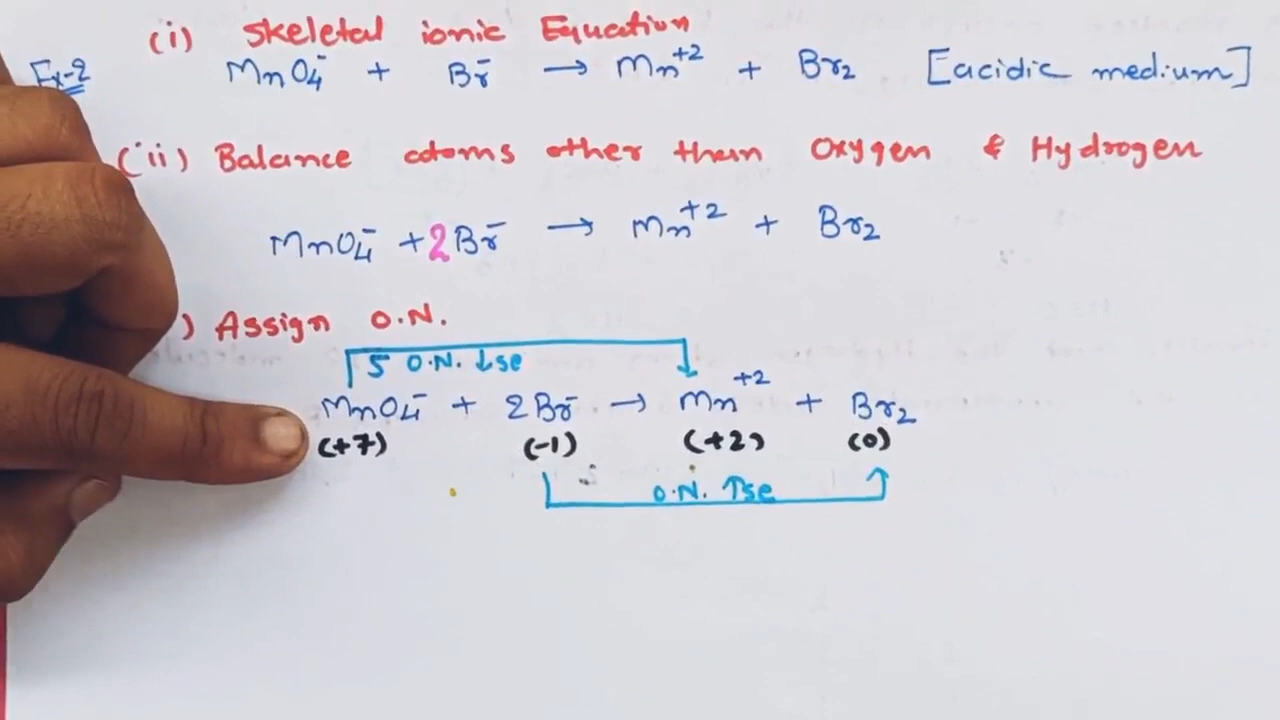 (i) Skeletal ionic Equation
Ex-2 MnO4⁻ + Br⁻ → Mn⁺² + Br2 [acidic medium]
(ii) Balance atoms other than Oxygen & Hydrogen
MnO4⁻ + 2Br⁻ → Mn⁺² + Br2
) Assign O.N.
5 O.N. ↓se
MnO4⁻ + 2Br⁻ → Mn⁺² + Br2
(+7) (-1) (+2) (0)
O.N. ↑se